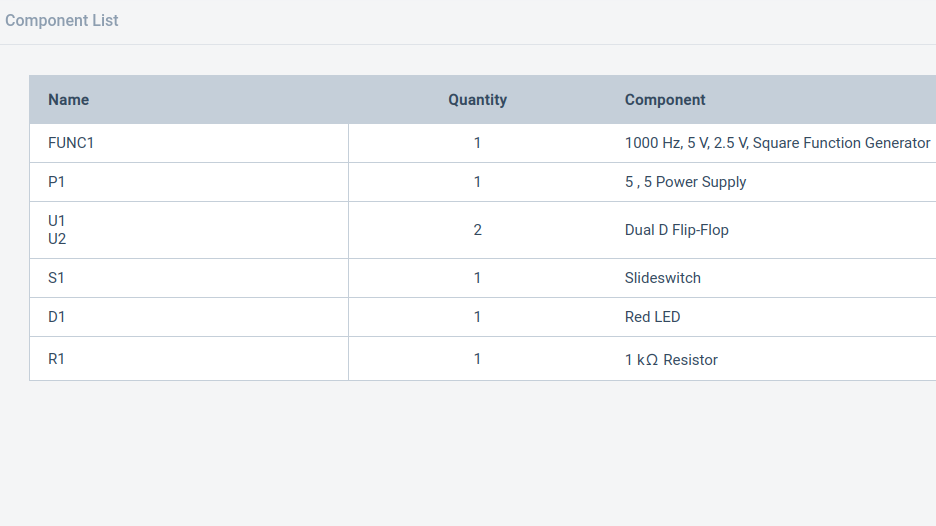 Component List
Name Quantity Component
FUNC1 1 1000 Hz, 5 V, 2.5 V, Square Function Generator
P1 1 5 , 5 Power Supply
U1
U2 2 Dual D Flip-Flop
S1 1 Slideswitch
D1 1 Red LED
R1 1 1 kΩ Resistor